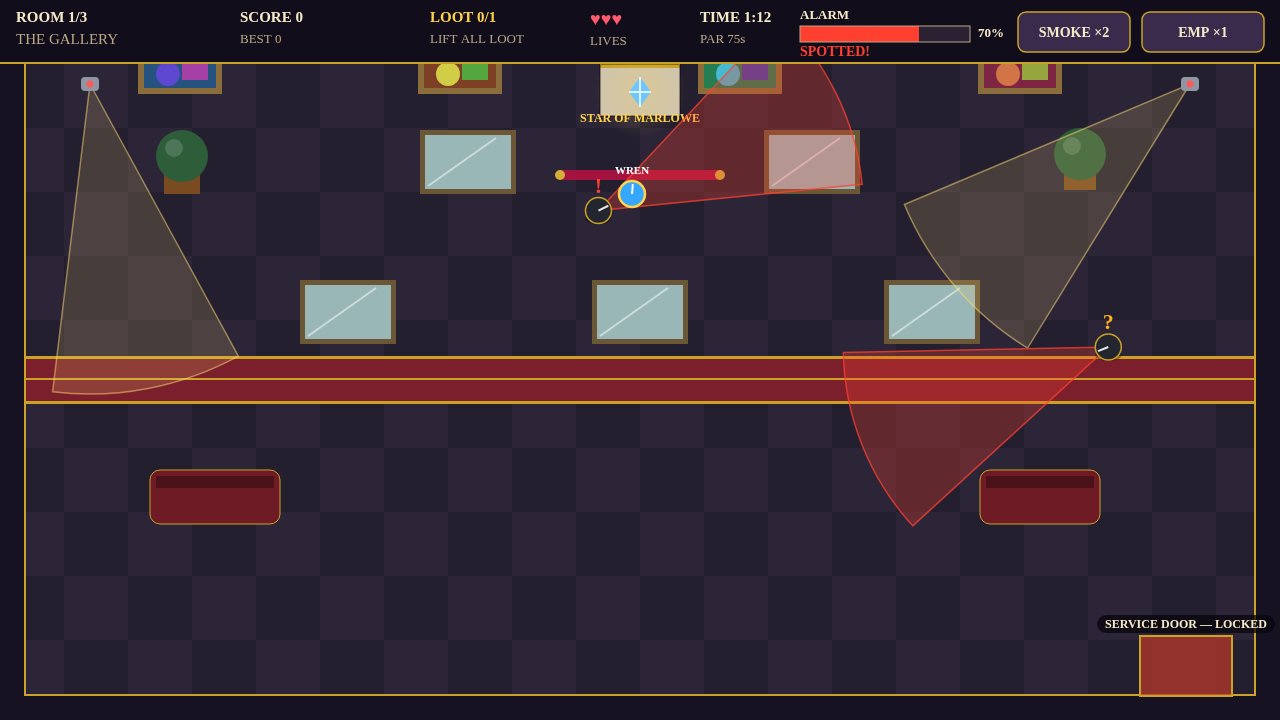 ROOM 1/3
THE GALLERY
SCORE 0
BEST 0
LOOT 0/1
LIFT ALL LOOT
♥♥♥
LIVES
TIME 1:12
PAR 75s
ALARM
70%
SPOTTED!
SMOKE ×2
EMP ×1
STAR OF MARLOWE
WREN
!
?
SERVICE DOOR — LOCKED